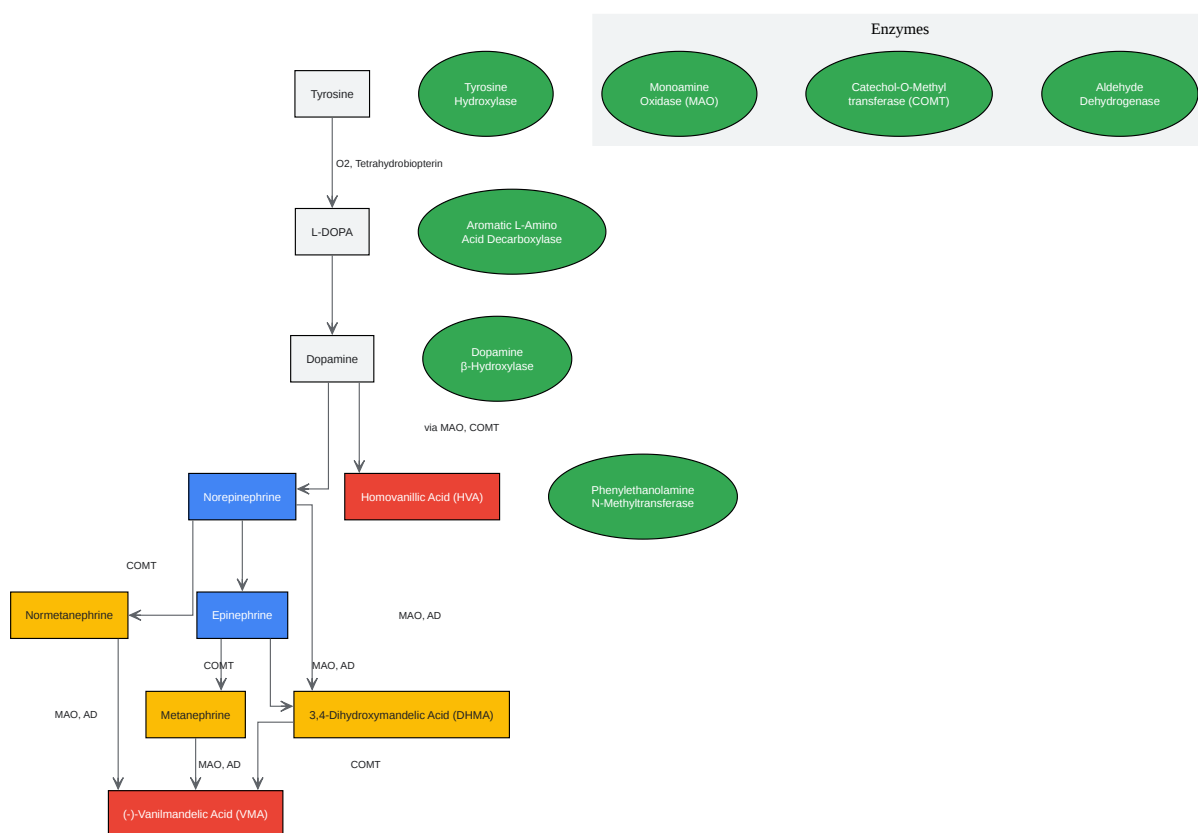 Enzymes
Tyrosine
Tyrosine
Hydroxylase
Monoamine
Oxidase (MAO)
Catechol-O-Methyl
transferase (COMT)
Aldehyde
Dehydrogenase
O2, Tetrahydrobiopterin
L-DOPA
Aromatic L-Amino
Acid Decarboxylase
Dopamine
Dopamine
β-Hydroxylase
via MAO, COMT
Norepinephrine
Homovanillic Acid (HVA)
Phenylethanolamine
N-Methyltransferase
COMT
Normetanephrine
Epinephrine
MAO, AD
COMT
MAO, AD
MAO, AD
Metanephrine
3,4-Dihydroxymandelic Acid (DHMA)
MAO, AD
COMT
(-)-Vanilmandelic Acid (VMA)